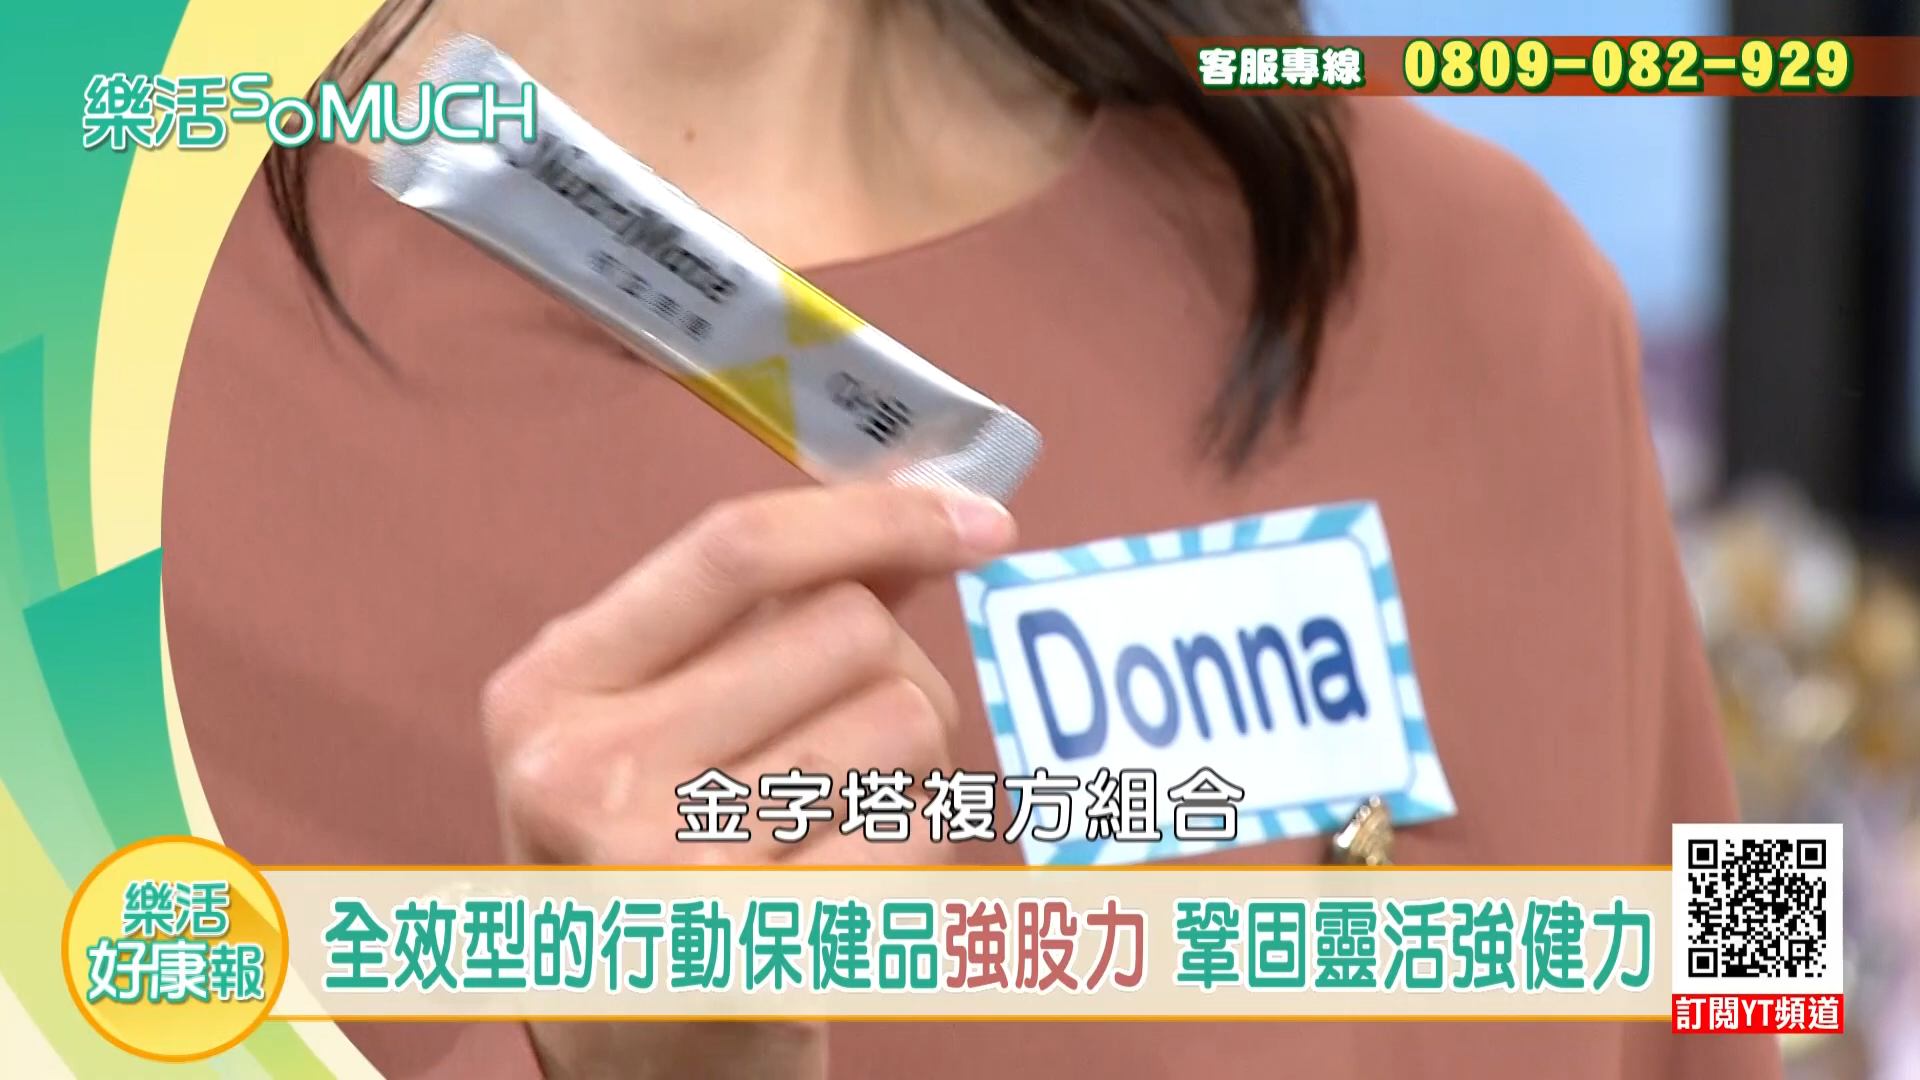 樂活SOMUCH
客服專線 0809-082-929
Donna
金字塔複方組合
樂活
好康報
全效型的行動保健品強股力 鞏固靈活強健力
訂閱YT頻道